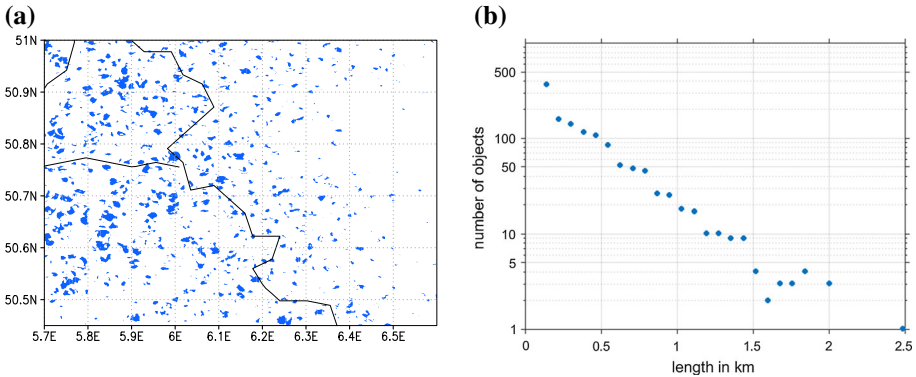 (a)
51N
50.9N
50.8N
50.7N
50.6N
50.5N
5.7E 5.8E 5.9E 6E 6.1E 6.2E 6.3E 6.4E 6.5E
(b)
number of objects
500
100
50
10
5
1
0 0.5 1 1.5 2 2.5
length in km